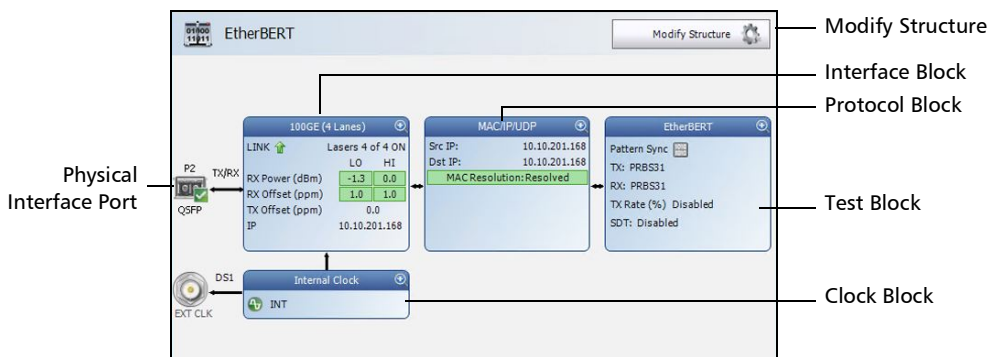 01000
11011
EtherBERT
Modify Structure
Modify Structure
Interface Block
Protocol Block
100GE (4 Lanes)
MAC/IP/UDP
EtherBERT
LINK
Lasers 4 of 4 ON
LO HI
RX Power (dBm) -1.3 0.0
RX Offset (ppm) 1.0 1.0
TX Offset (ppm) 0.0
IP 10.10.201.168
Src IP: 10.10.201.168
Dst IP: 10.10.201.168
MAC Resolution: Resolved
Pattern Sync
TX: PRBS31
RX: PRBS31
TX Rate (%) Disabled
SDT: Disabled
P2
TX/RX
QSFP
Physical
Interface Port
Test Block
DS1
EXT CLK
Internal Clock
INT
Clock Block